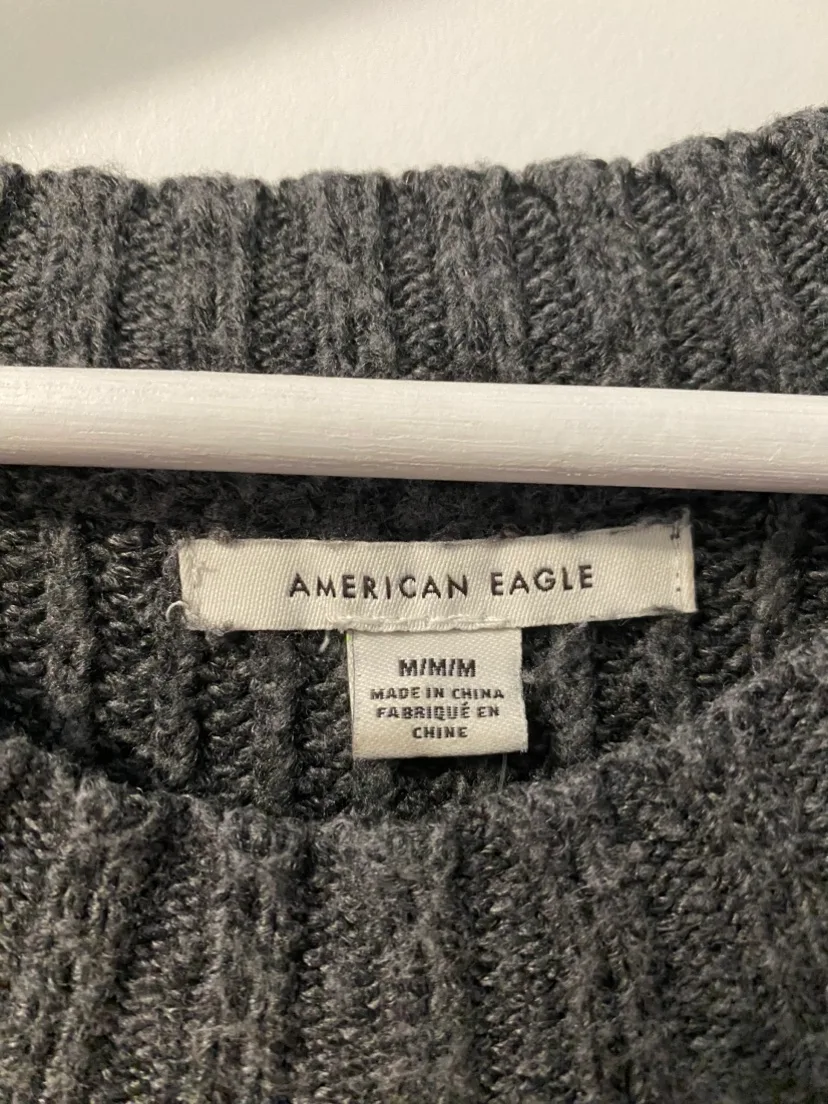 AMERICAN EAGLE
M/M/M
MADE IN CHINA
FABRIQUÉ EN
CHINE